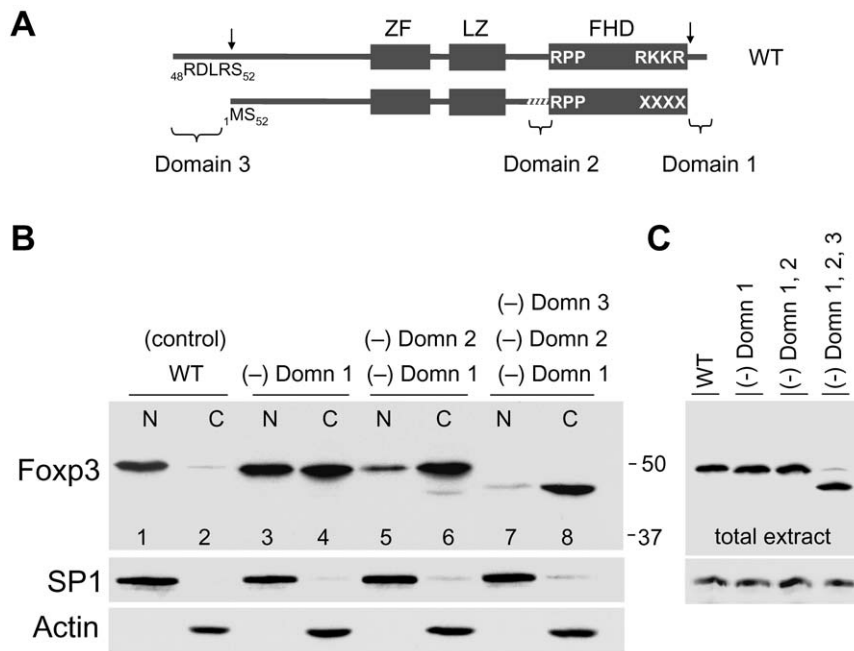 A
ZF LZ FHD
RPP RKKR WT
48RDLRS52
RPP XXXX
1MS52
Domain 3 Domain 2 Domain 1
B
(–) Domn 3
(control) (–) Domn 2 (–) Domn 2
WT (–) Domn 1 (–) Domn 1 (–) Domn 1
N C N C N C N C
Foxp3 - 50
1 2 3 4 5 6 7 8 -37
SP1
Actin
C
WT
(-) Domn 1
(-) Domn 1, 2
(-) Domn 1, 2, 3
total extract